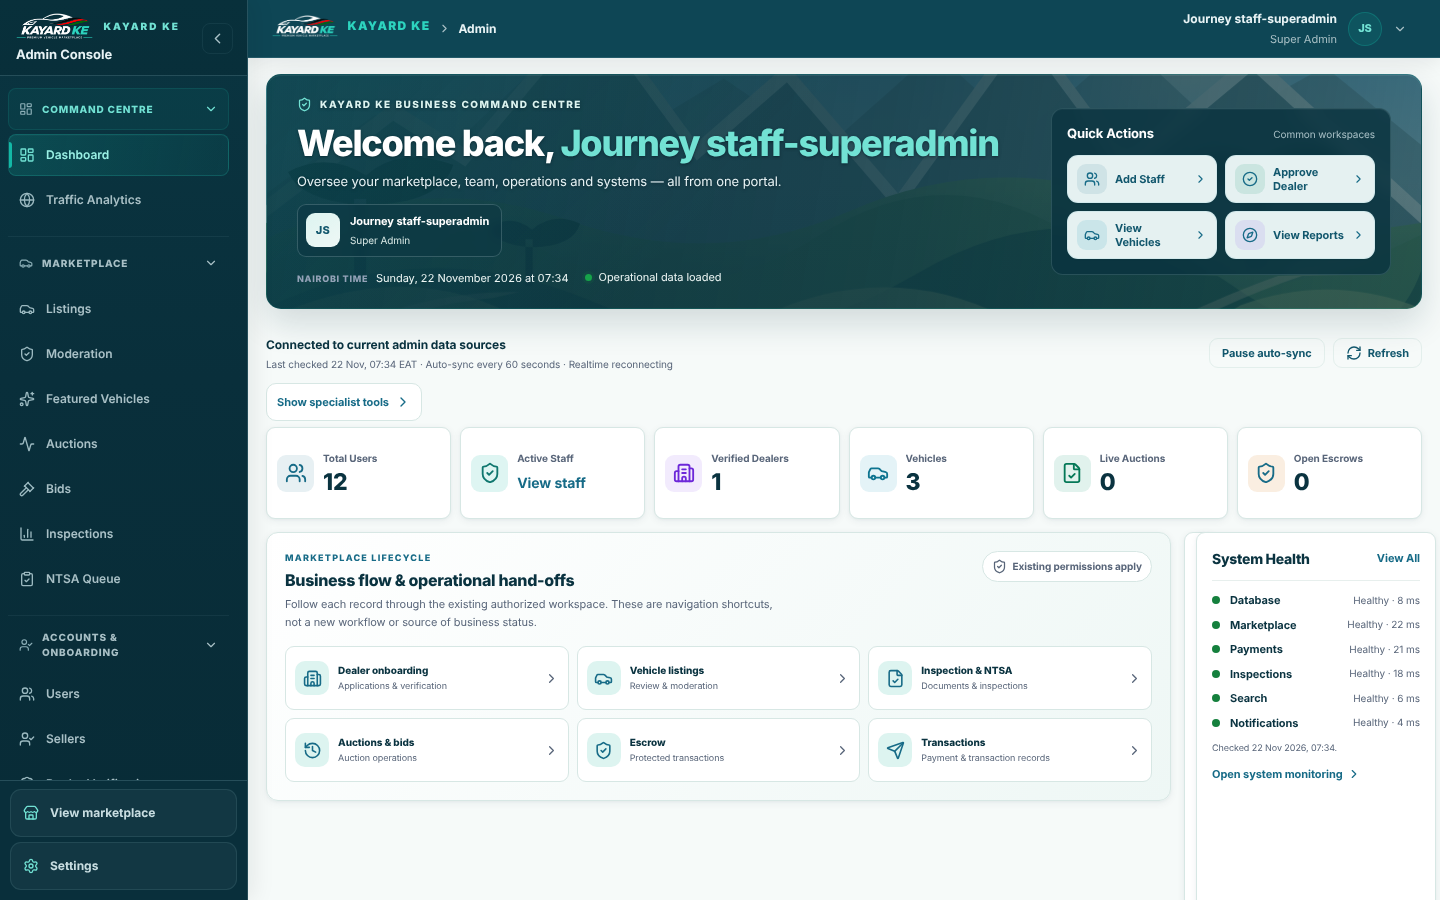 KAYARD KE
PREMIUM VEHICLE MARKETPLACE
KAYARD KE
Admin Console
COMMAND CENTRE
Dashboard
Traffic Analytics
MARKETPLACE
Listings
Moderation
Featured Vehicles
Auctions
Bids
Inspections
NTSA Queue
ACCOUNTS &
ONBOARDING
Users
Sellers
View marketplace
Settings
KAYARD KE
KAYARD KE
Admin
Journey staff-superadmin
Super Admin
JS
KAYARD KE BUSINESS COMMAND CENTRE
Welcome back, Journey staff-superadmin
Oversee your marketplace, team, operations and systems — all from one portal.
JS
Journey staff-superadmin
Super Admin
NAIROBI TIME Sunday, 22 November 2026 at 07:34 Operational data loaded
Quick Actions
Common workspaces
Add Staff
Approve
Dealer
View
Vehicles
View Reports
Connected to current admin data sources
Last checked 22 Nov, 07:34 EAT · Auto-sync every 60 seconds · Realtime reconnecting
Pause auto-sync
Refresh
Show specialist tools
Total Users
12
Active Staff
View staff
Verified Dealers
1
Vehicles
3
Live Auctions
0
Open Escrows
0
MARKETPLACE LIFECYCLE
Business flow & operational hand-offs
Follow each record through the existing authorized workspace. These are navigation shortcuts,
not a new workflow or source of business status.
Existing permissions apply
Dealer onboarding
Applications & verification
Vehicle listings
Review & moderation
Inspection & NTSA
Documents & inspections
Auctions & bids
Auction operations
Escrow
Protected transactions
Transactions
Payment & transaction records
System Health
View All
Database Healthy · 8 ms
Marketplace Healthy · 22 ms
Payments Healthy · 21 ms
Inspections Healthy · 18 ms
Search Healthy · 6 ms
Notifications Healthy · 4 ms
Checked 22 Nov 2026, 07:34.
Open system monitoring